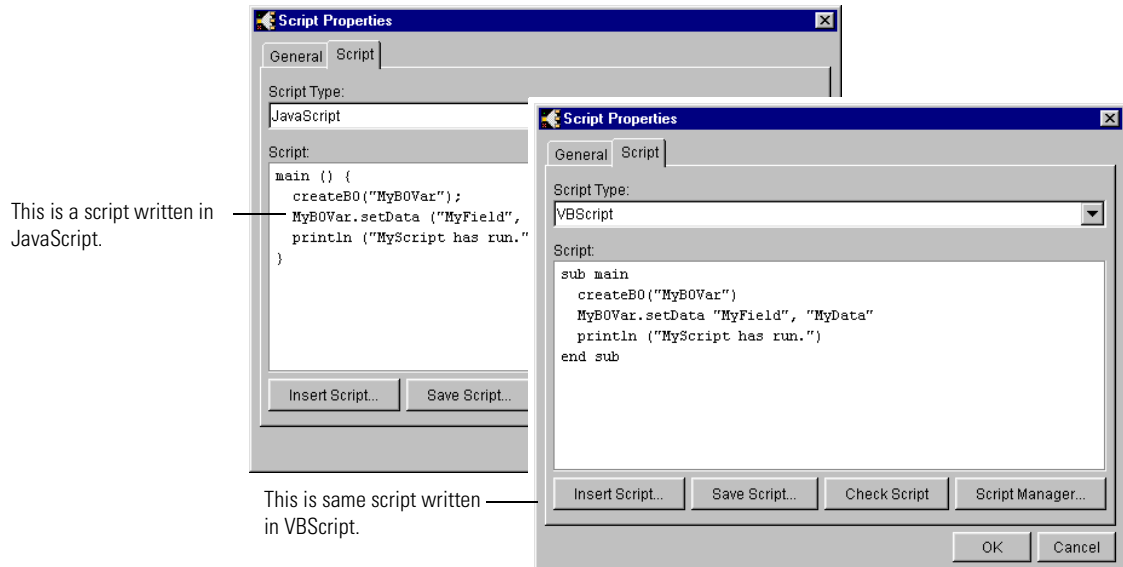 Script Properties
General Script
Script Type:
JavaScript
Script:
main () {
  createBO("MyBOVar");
  MyBOVar.setData ("MyField",
  println ("MyScript has run."
}
Insert Script... Save Script...
This is a script written in
JavaScript.
Script Properties
General Script
Script Type:
VBScript
Script:
sub main
  createBO("MyBOVar")
  MyBOVar.setData "MyField", "MyData"
  println ("MyScript has run.")
end sub
Insert Script... Save Script... Check Script Script Manager...
OK Cancel
This is same script written
in VBScript.